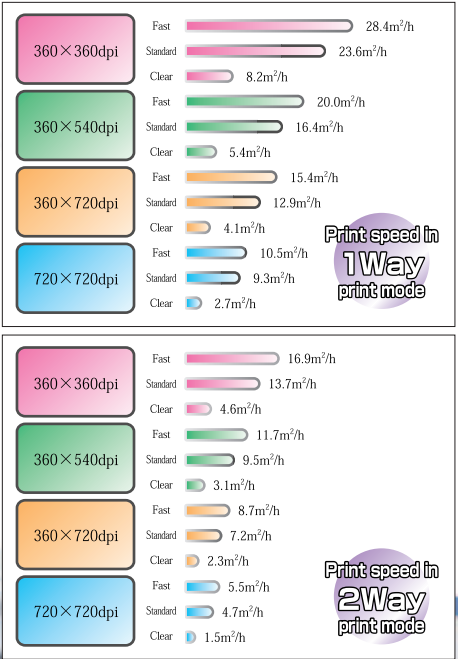 Fast 28.4m²/h
360×360dpi Standard 23.6m²/h
Clear 8.2m²/h
Fast 20.0m²/h
360×540dpi Standard 16.4m²/h
Clear 5.4m²/h
Fast 15.4m²/h
360×720dpi Standard 12.9m²/h
Clear 4.1m²/h
Fast 10.5m²/h
720×720dpi Standard 9.3m²/h
Clear 2.7m²/h
Print speed in
1Way
print mode
Fast 16.9m²/h
360×360dpi Standard 13.7m²/h
Clear 4.6m²/h
Fast 11.7m²/h
360×540dpi Standard 9.5m²/h
Clear 3.1m²/h
Fast 8.7m²/h
360×720dpi Standard 7.2m²/h
Clear 2.3m²/h
Fast 5.5m²/h
720×720dpi Standard 4.7m²/h
Clear 1.5m²/h
Print speed in
2Way
print mode